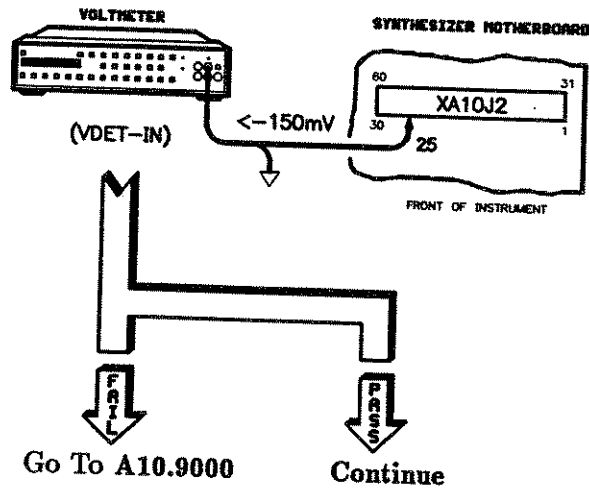 VOLTMETER
SYNTHESIZER MOTHERBOARD
60
31
XA10J2
<-150mV
30
1
(VDET-IN)
25
FRONT OF INSTRUMENT
FAIL
PASS
Go To A10.9000
Continue